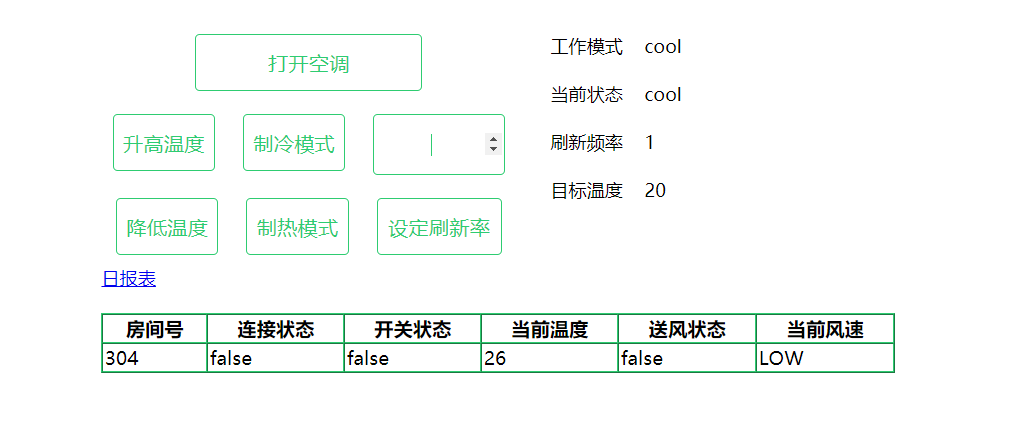 打开空调
升高温度 制冷模式
降低温度 制热模式 设定刷新率
日报表
工作模式 cool
当前状态 cool
刷新频率 1
目标温度 20
房间号 连接状态 开关状态 当前温度 送风状态 当前风速
304 false false 26 false LOW